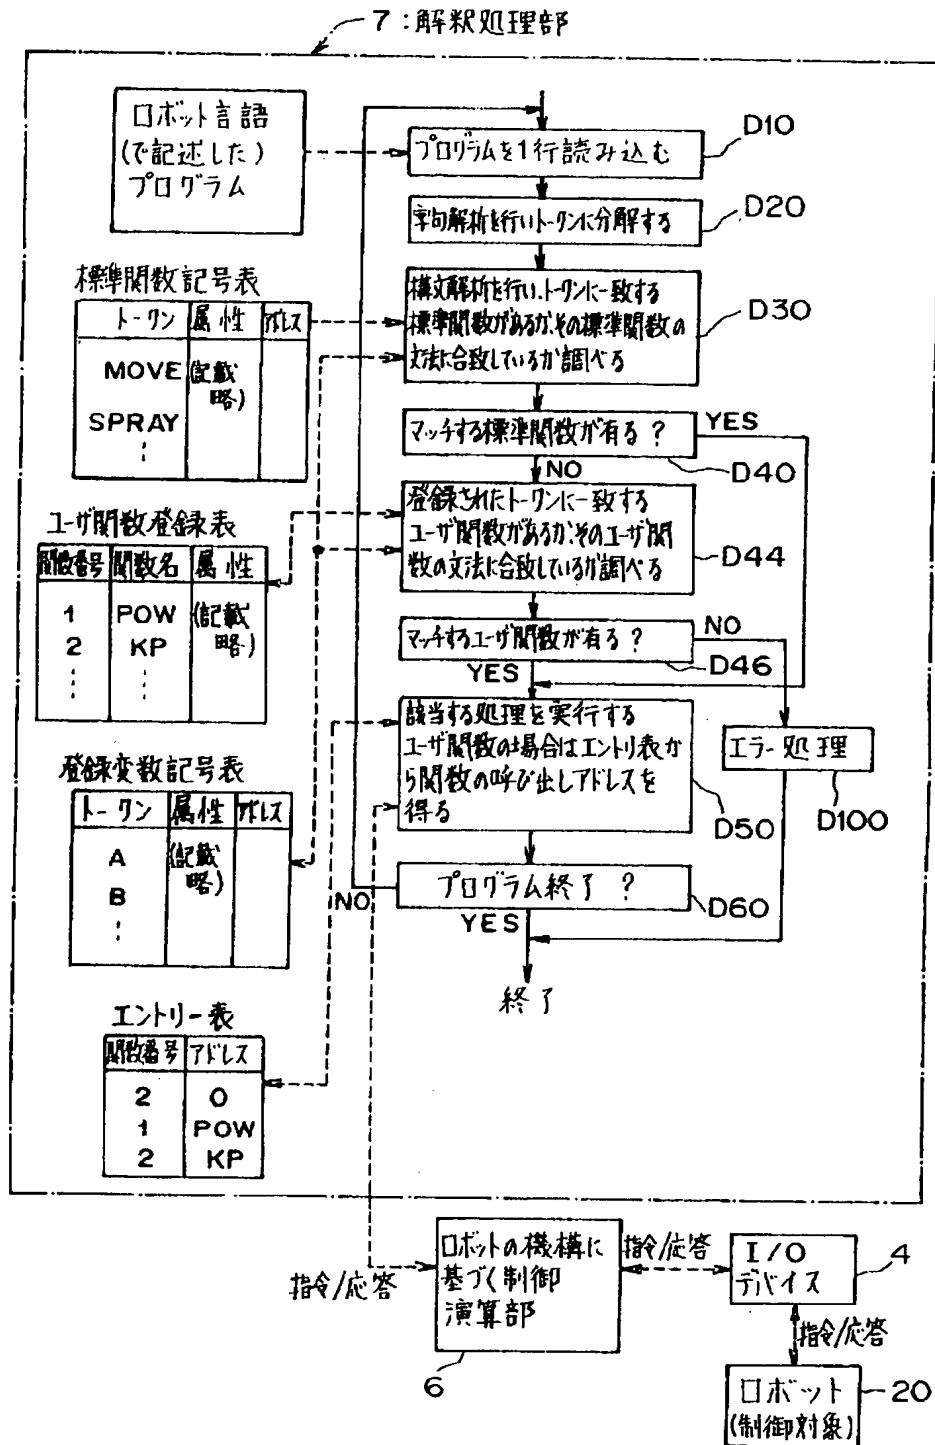 7：解釈処理部
ロボット言語
(で記述した)
プログラム
プログラムを1行読み込む
D10
字句解析を行いトークンに分解する
D20
構文解析を行い、トークンに一致する
標準関数があるか、その標準関数の
文法に合致しているか調べる
D30
標準関数記号表
トークン 属性 アドレス
MOVE (記載
略)
SPRAY
⋮
マッチする標準関数が有る？
YES
D40
NO
登録されたトークンに一致する
ユーザ関数があるか、そのユーザ関
数の文法に合致しているか調べる
D44
ユーザ関数登録表
関数番号 関数名 属性
1 POW (記載
2 KP 略)
⋮ ⋮
マッチするユーザ関数が有る？
NO
D46
YES
該当する処理を実行する
ユーザ関数の場合はエントリ表か
ら関数の呼び出しアドレスを
得る
D50
エラー処理
D100
登録変数記号表
トークン 属性 アドレス
A (記載
略)
B
⋮
プログラム終了？
NO
D60
YES
終了
エントリー表
関数番号 アドレス
2 0
1 POW
2 KP
指令/応答
ロボットの機構に
基づく制御
演算部
6
指令/応答
I/O
デバイス
4
指令/応答
ロボット
(制御対象)
20